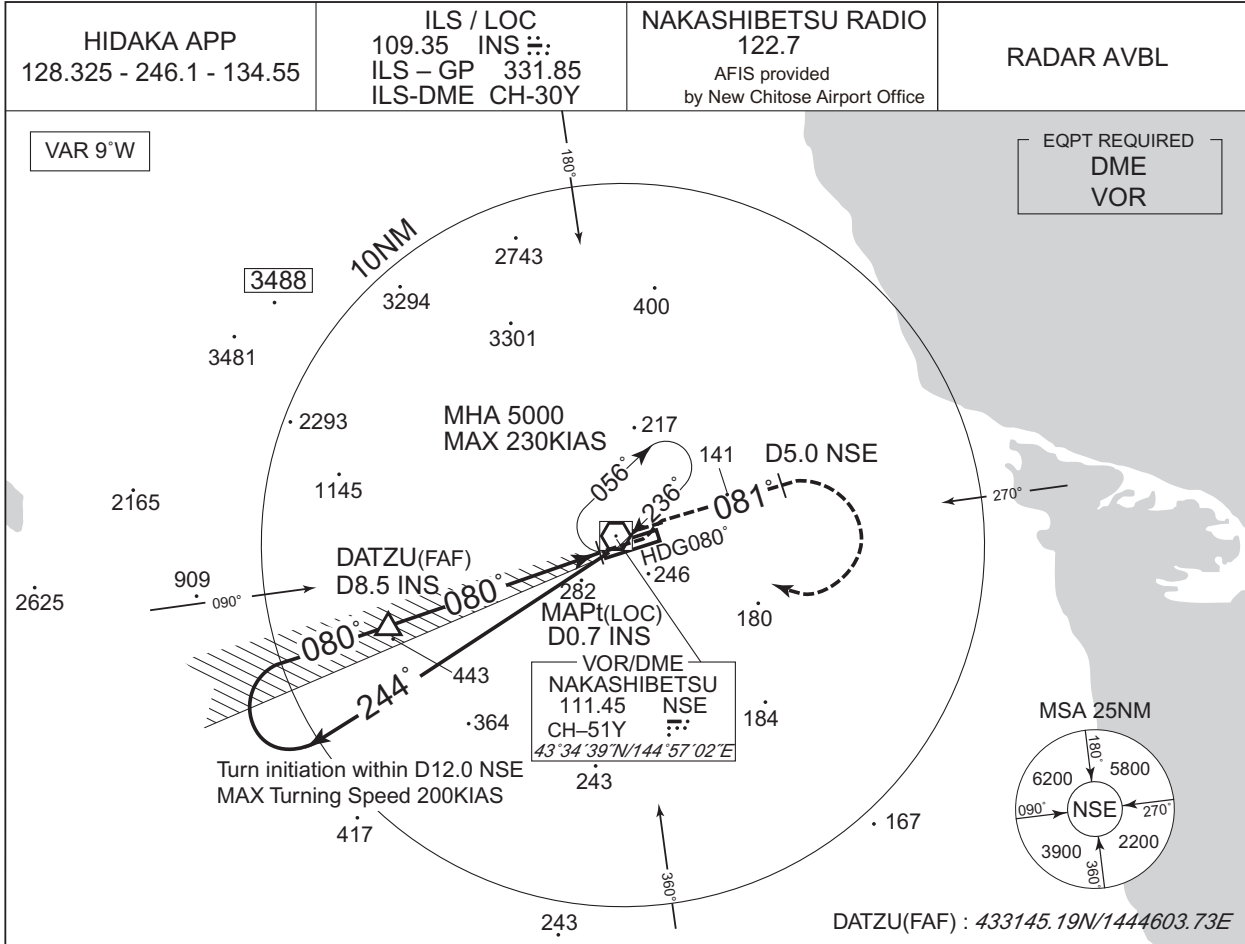 HIDAKA APP
128.325 - 246.1 - 134.55
ILS / LOC
109.35 INS
ILS – GP 331.85
ILS-DME CH-30Y
NAKASHIBETSU RADIO
122.7
AFIS provided
by New Chitose Airport Office
RADAR AVBL
VAR 9°W
180°
EQPT REQUIRED
DME
VOR
10NM
2743
3488
3294
400
3301
3481
2293
MHA 5000
MAX 230KIAS
217
141
D5.0 NSE
056°
236°
081°
270°
1145
2165
HDG080°
DATZU(FAF)
D8.5 INS
909
2625
090°
080°
080°
282
246
MAPt(LOC)
D0.7 INS
180
443
244°
364
VOR/DME
NAKASHIBETSU
111.45 NSE
CH–51Y
43°34´39˝N/144°57´02˝E
184
243
Turn initiation within D12.0 NSE
MAX Turning Speed 200KIAS
417
167
360°
243
MSA 25NM
180°
6200
5800
090°
NSE
270°
3900
2200
360°
DATZU(FAF) : 433145.19N/1444603.73E